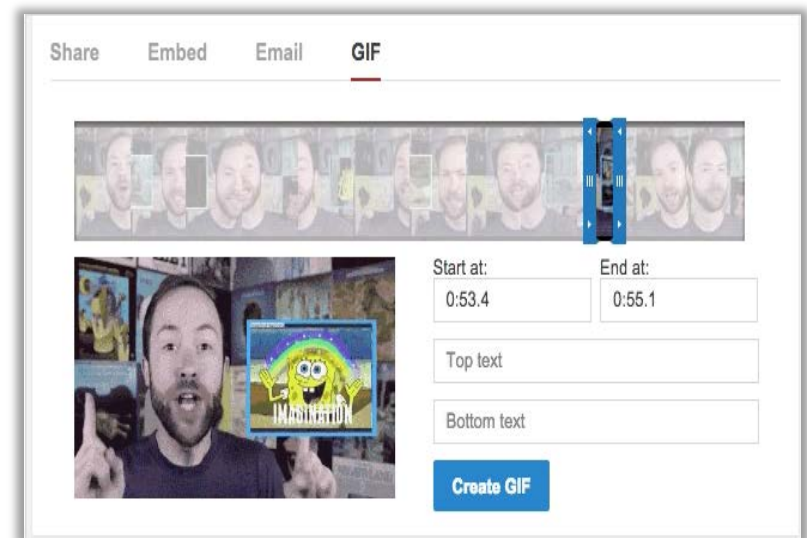 Share Embed Email GIF
Start at: End at:
0:53.4 0:55.1
IMAGINATION
Top text
Bottom text
Create GIF